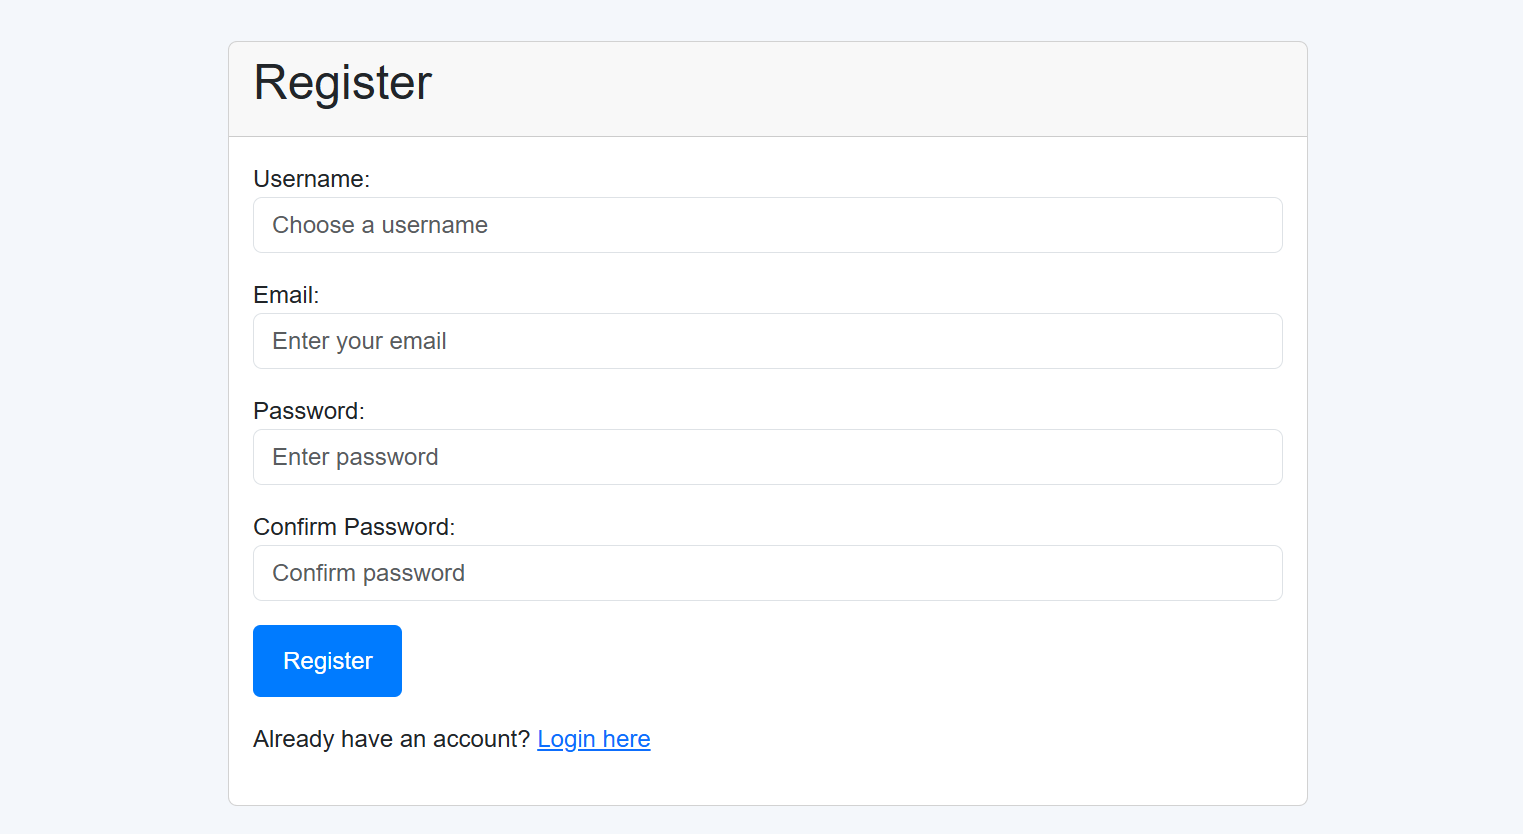 Register
Username:
Choose a username
Email:
Enter your email
Password:
Enter password
Confirm Password:
Confirm password
Register
Already have an account? Login here